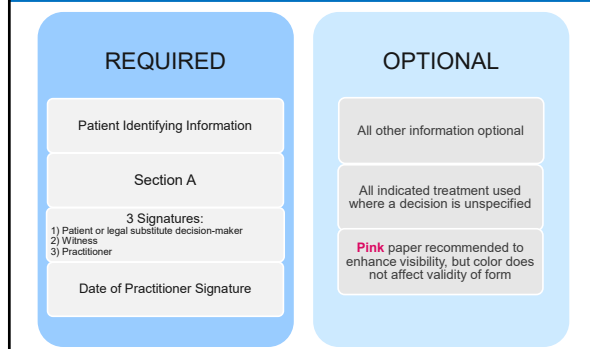 REQUIRED
Patient Identifying Information
Section A
3 Signatures:
1) Patient or legal substitute decision-maker
2) Witness
3) Practitioner
Date of Practitioner Signature
OPTIONAL
All other information optional
All indicated treatment used
where a decision is unspecified
Pink paper recommended to
enhance visibility, but color does
not affect validity of form